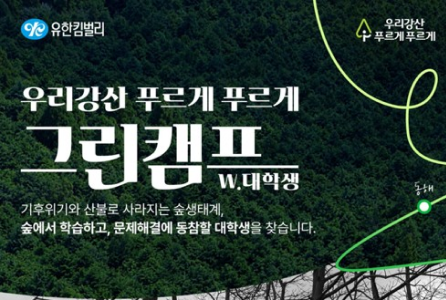 유한킴벌리
우리강산
푸르게 푸르게
우리강산 푸르게 푸르게
그린캠프
W.대학생
기후위기와 산불로 사라지는 숲생태계,
숲에서 학습하고, 문제해결에 동참할 대학생을 찾습니다.
동해